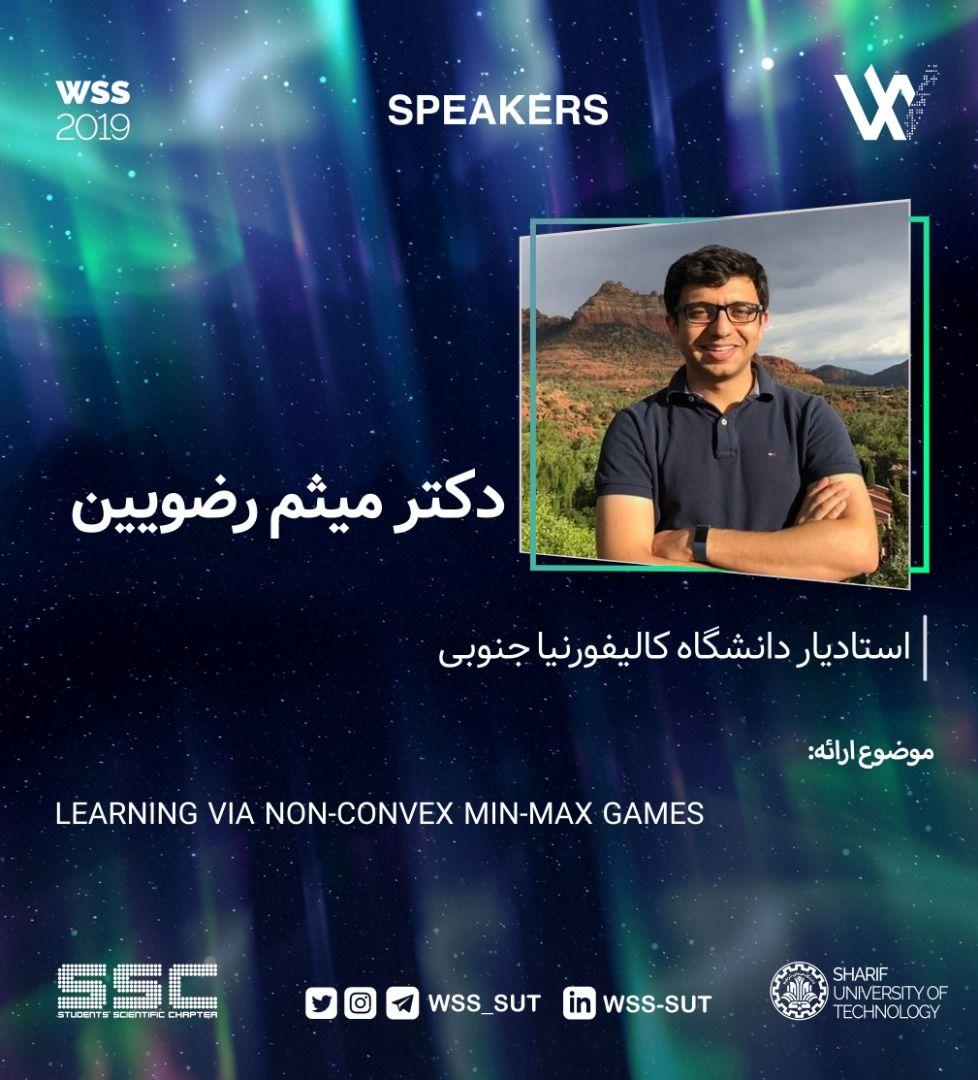 WSS
2019
SPEAKERS
دکتر میثم رضویین
استادیار دانشگاه کالیفورنیا جنوبی
موضوع ارائه:
LEARNING VIA NON-CONVEX MIN-MAX GAMES
SSC
STUDENTS' SCIENTIFIC CHAPTER
WSS_SUT
in WSS-SUT
SHARIF
UNIVERSITY OF
TECHNOLOGY